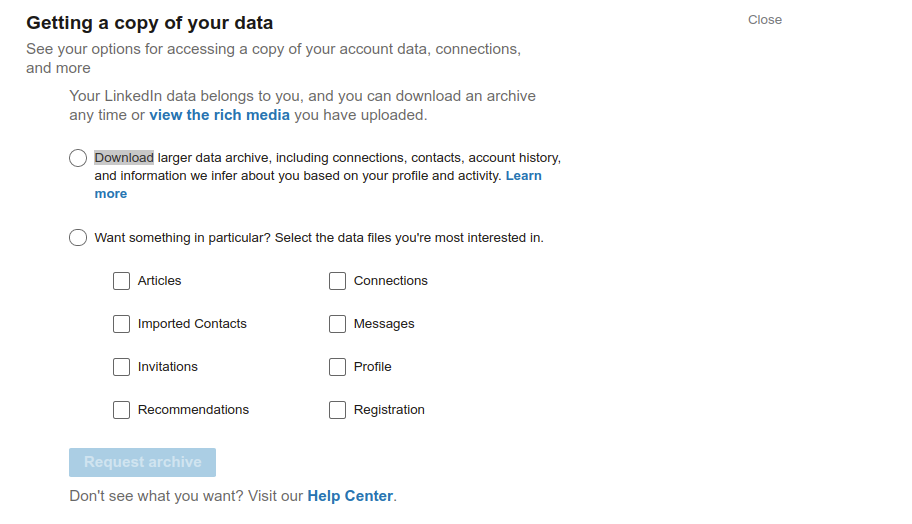 Getting a copy of your data
Close
See your options for accessing a copy of your account data, connections,
and more
Your LinkedIn data belongs to you, and you can download an archive
any time or view the rich media you have uploaded.
Download larger data archive, including connections, contacts, account history,
and information we infer about you based on your profile and activity. Learn
more
Want something in particular? Select the data files you're most interested in.
Articles
Connections
Imported Contacts
Messages
Invitations
Profile
Recommendations
Registration
Request archive
Don't see what you want? Visit our Help Center.